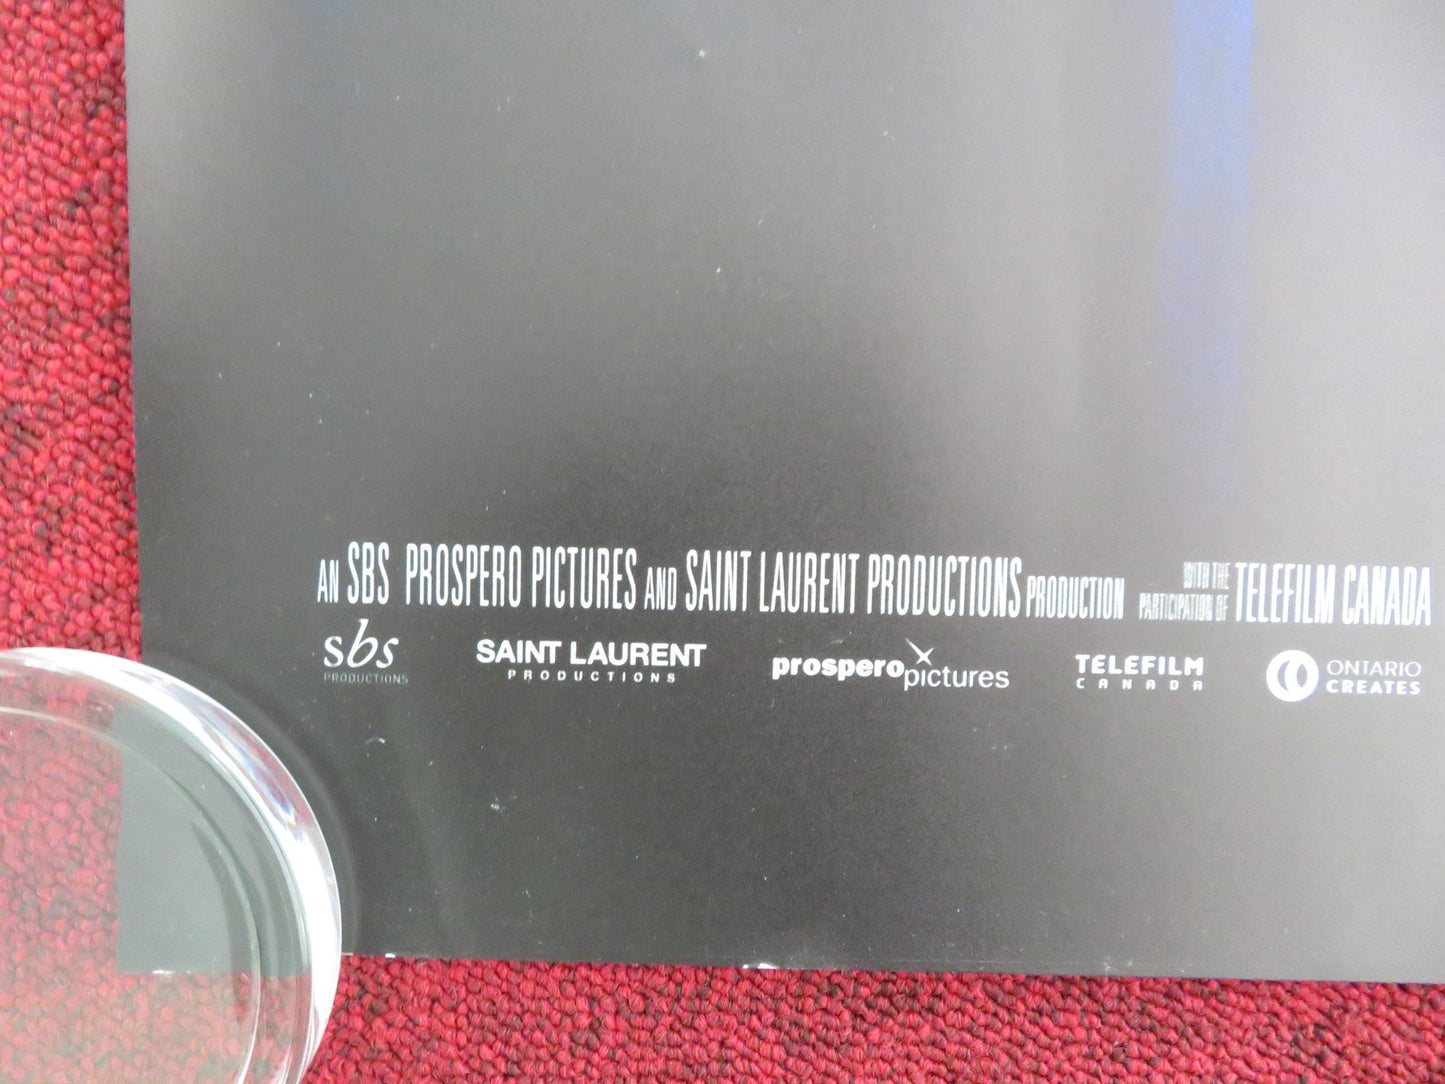 AN SBS PROSPERO PICTURES AND SAINT LAURENT PRODUCTIONS PRODUCTION WITH THE PARTICIPATION OF TELEFILM CANADA
sbs PRODUCTIONS
SAINT LAURENT PRODUCTIONS
prospero pictures
TELEFILM CANADA
ONTARIO CREATES